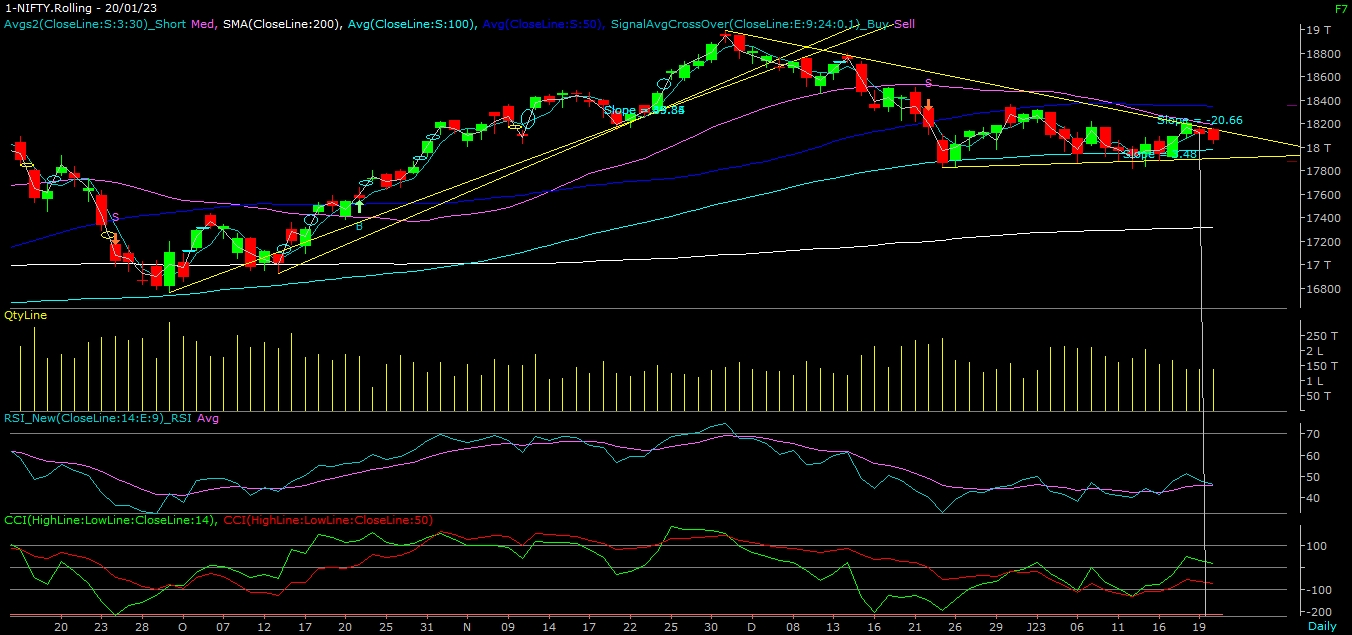 1-NIFTY.Rolling - 20/01/23
F7
Avgs2(CloseLine:S:3:30)_Short Med, SMA(CloseLine:200), Avg(CloseLine:S:100), Avg(CloseLine:S:50), SignalAvgCrossOver(CloseLine:E:9:24:0.1)_Buy Sell
19 T
18800
18600
S
18400
Slope =
Slope = -20.66
18200
18 T
17800
17600
S
17400
B
17200
17 T
16800
QtyLine
250 T
2 L
150 T
1 L
50 T
RSI_New(CloseLine:14:E:9)_RSI Avg
70
60
50
40
CCI(HighLine:LowLine:CloseLine:14), CCI(HighLine:LowLine:CloseLine:50)
100
-100
-200
20 23 28 O 07 12 17 20 25 31 N 09 14 17 22 25 30 D 08 13 16 21 26 29 J23 06 11 16 19 Daily